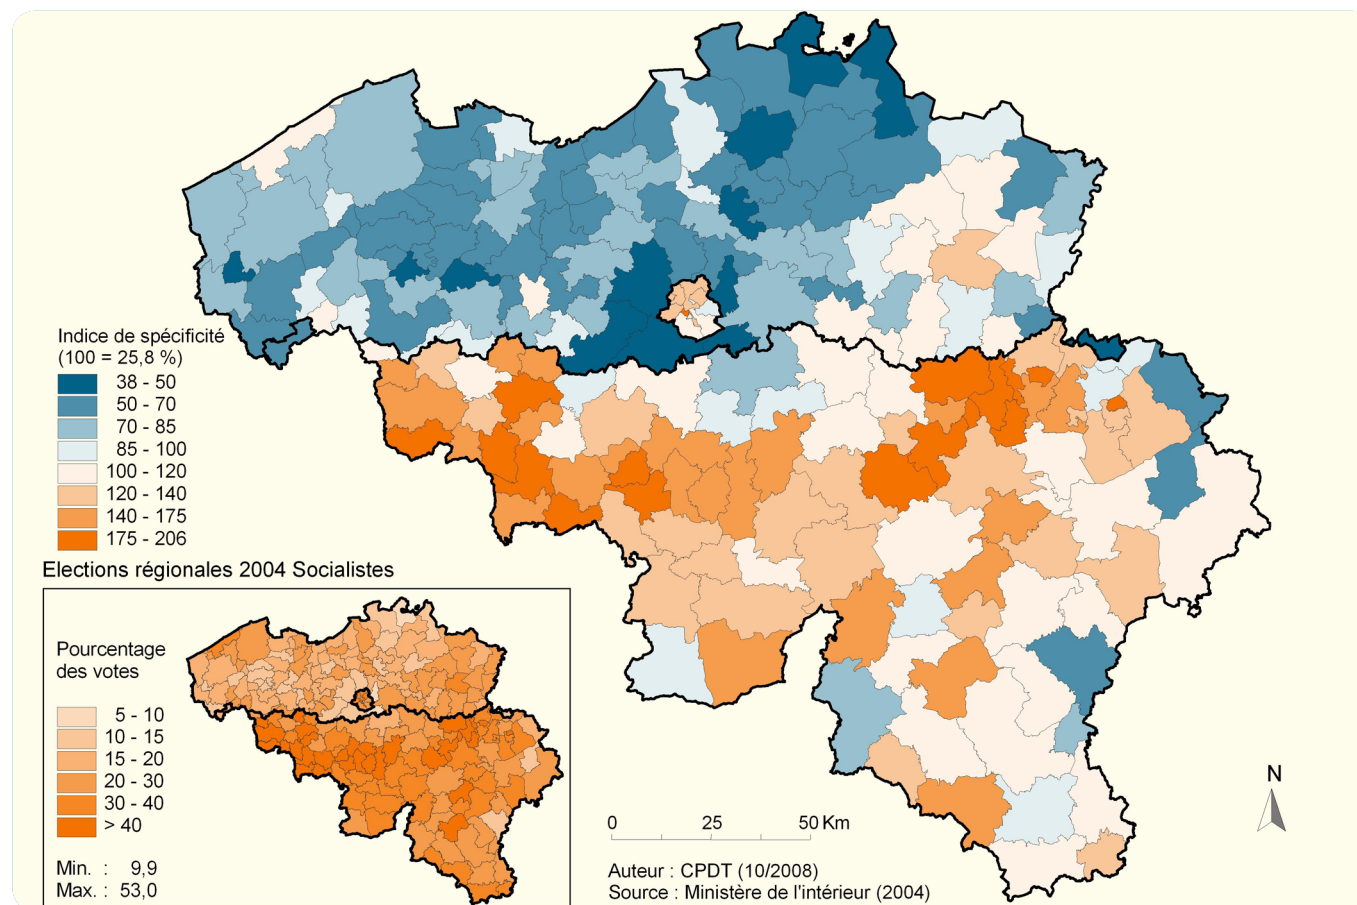 Indice de spécificité
(100 = 25,8 %)
38 - 50
50 - 70
70 - 85
85 - 100
100 - 120
120 - 140
140 - 175
175 - 206
Elections régionales 2004 Socialistes
Pourcentage
des votes
5 - 10
10 - 15
15 - 20
20 - 30
30 - 40
> 40
Min. : 9,9
Max. : 53,0
0 25 50 Km
Auteur : CPDT (10/2008)
Source : Ministère de l'intérieur (2004)
N